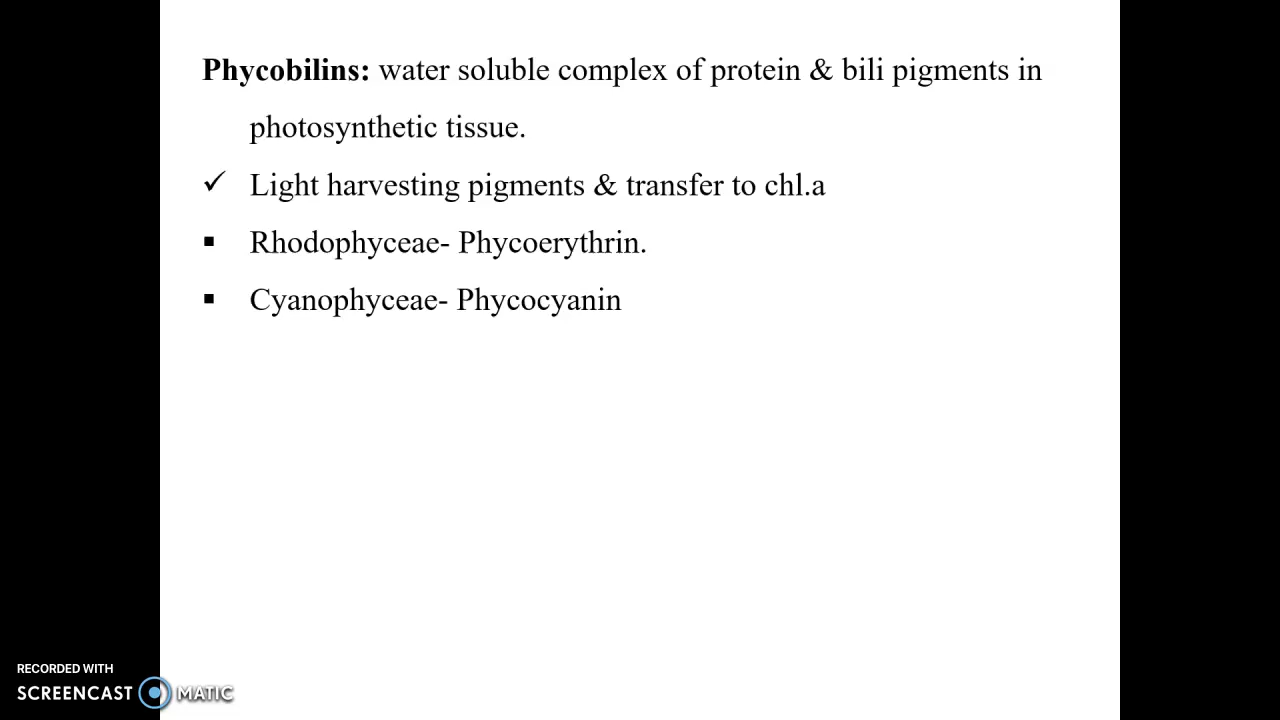 Phycobilins: water soluble complex of protein & bili pigments in
photosynthetic tissue.
✓ Light harvesting pigments & transfer to chl.a
▪ Rhodophyceae- Phycoerythrin.
▪ Cyanophyceae- Phycocyanin
RECORDED WITH
SCREENCAST MATIC